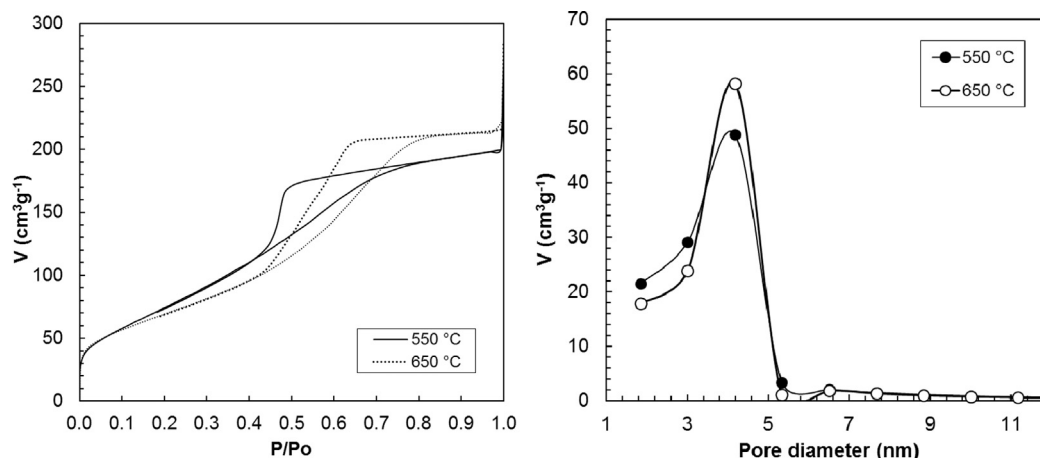 300
250
200
150
100
50
0
V (cm³g⁻¹)
0.0 0.1 0.2 0.3 0.4 0.5 0.6 0.7 0.8 0.9 1.0
P/Po
550 °C
650 °C
70
60
50
40
30
20
10
0
V (cm³g⁻¹)
1 3 5 7 9 11
Pore diameter (nm)
550 °C
650 °C